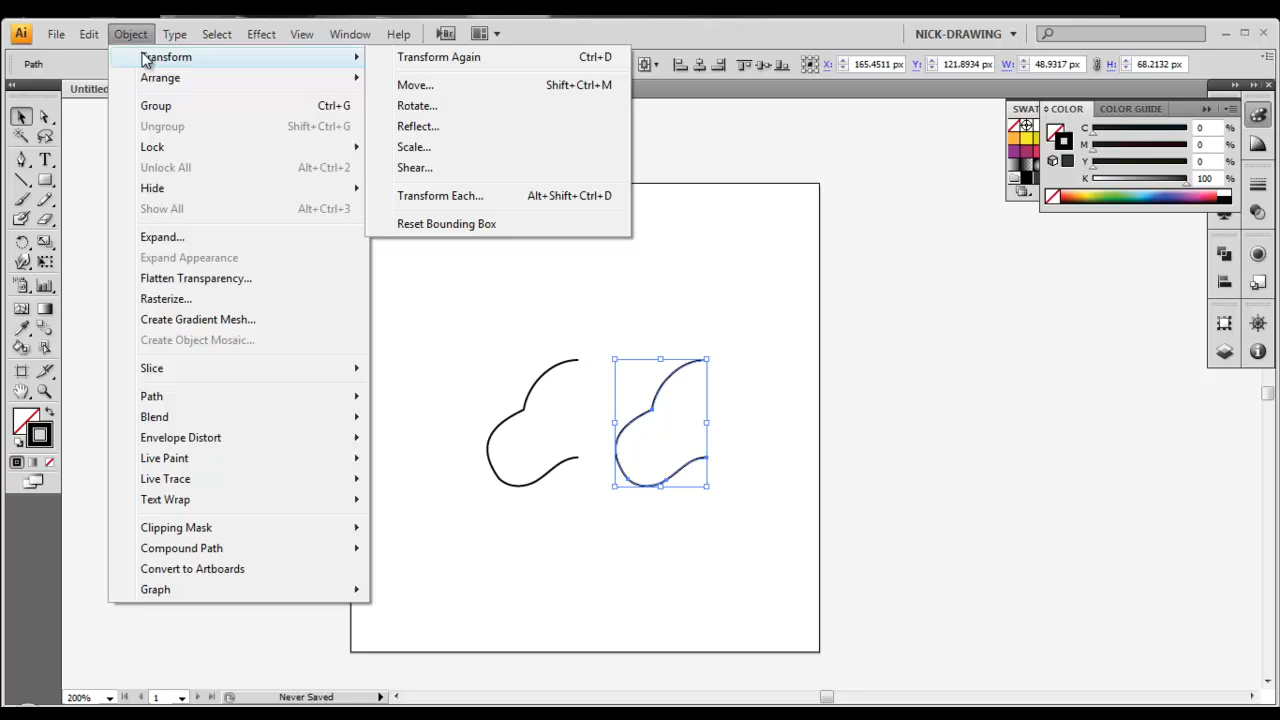 Ai File Edit Object Type Select Effect View Window Help Br NICK-DRAWING
Path X: 165.4511 px Y: 121.8934 px W: 48.9317 px H: 68.2132 px
Untitled
Transform
Arrange
Group Ctrl+G
Ungroup Shift+Ctrl+G
Lock
Unlock All Alt+Ctrl+2
Hide
Show All Alt+Ctrl+3
Expand...
Expand Appearance
Flatten Transparency...
Rasterize...
Create Gradient Mesh...
Create Object Mosaic...
Slice
Path
Blend
Envelope Distort
Live Paint
Live Trace
Text Wrap
Clipping Mask
Compound Path
Convert to Artboards
Graph
Transform Again Ctrl+D
Move... Shift+Ctrl+M
Rotate...
Reflect...
Scale...
Shear...
Transform Each... Alt+Shift+Ctrl+D
Reset Bounding Box
SWAT COLOR COLOR GUIDE
C 0 %
M 0 %
Y 0 %
K 100 %
200% 1 Never Saved